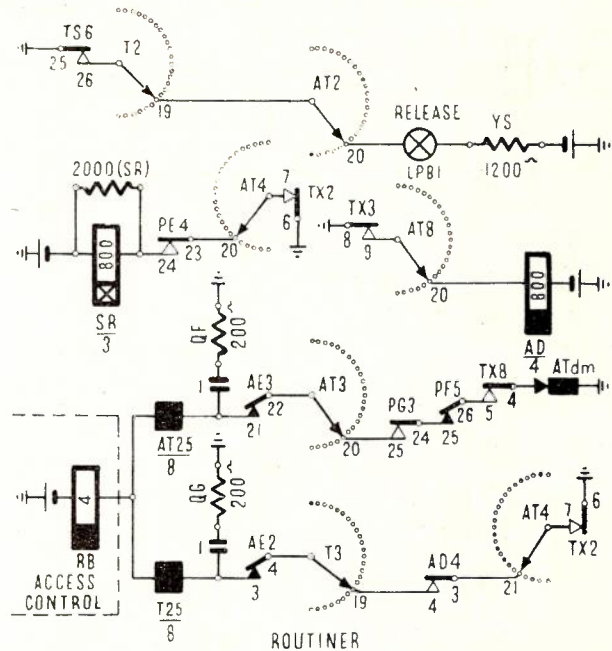 TS6 T2
25 26 19
AT2
RELEASE YS
20 LP81 1200
2000(SR)
AT4 7 TX2
6
PE4
800 24 23 20
SR
3
TX3 AT8
8 9 20
800
AD
4
QF
200
1 AE3 AT3
22
21 20
PG3 PF5 TX8 ATdm
25 24 25 26 5 4
AT25
8
4
RB
ACCESS
CONTROL
QG
200
1 AE2 T3
4
3 19
AD4
4 3 21
AT4 7 6
TX2
T25
8
ROUTINER